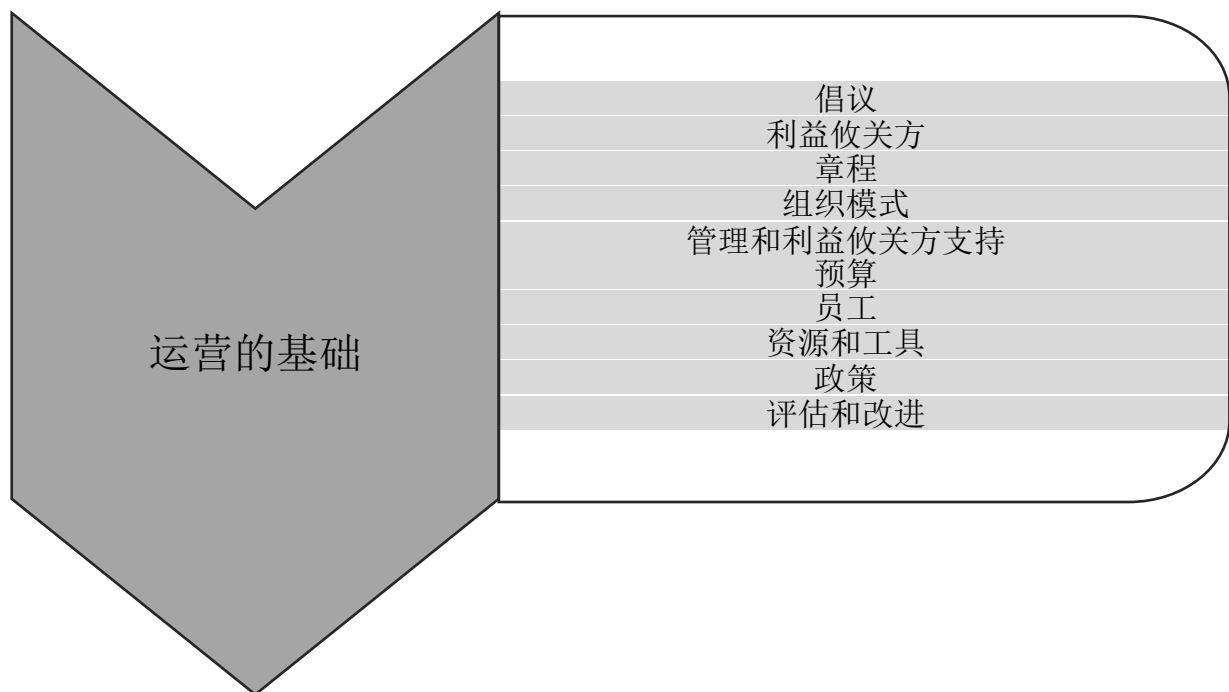 运营的基础
倡议
利益攸关方
章程
组织模式
管理和利益攸关方支持
预算
员工
资源和工具
政策
评估和改进